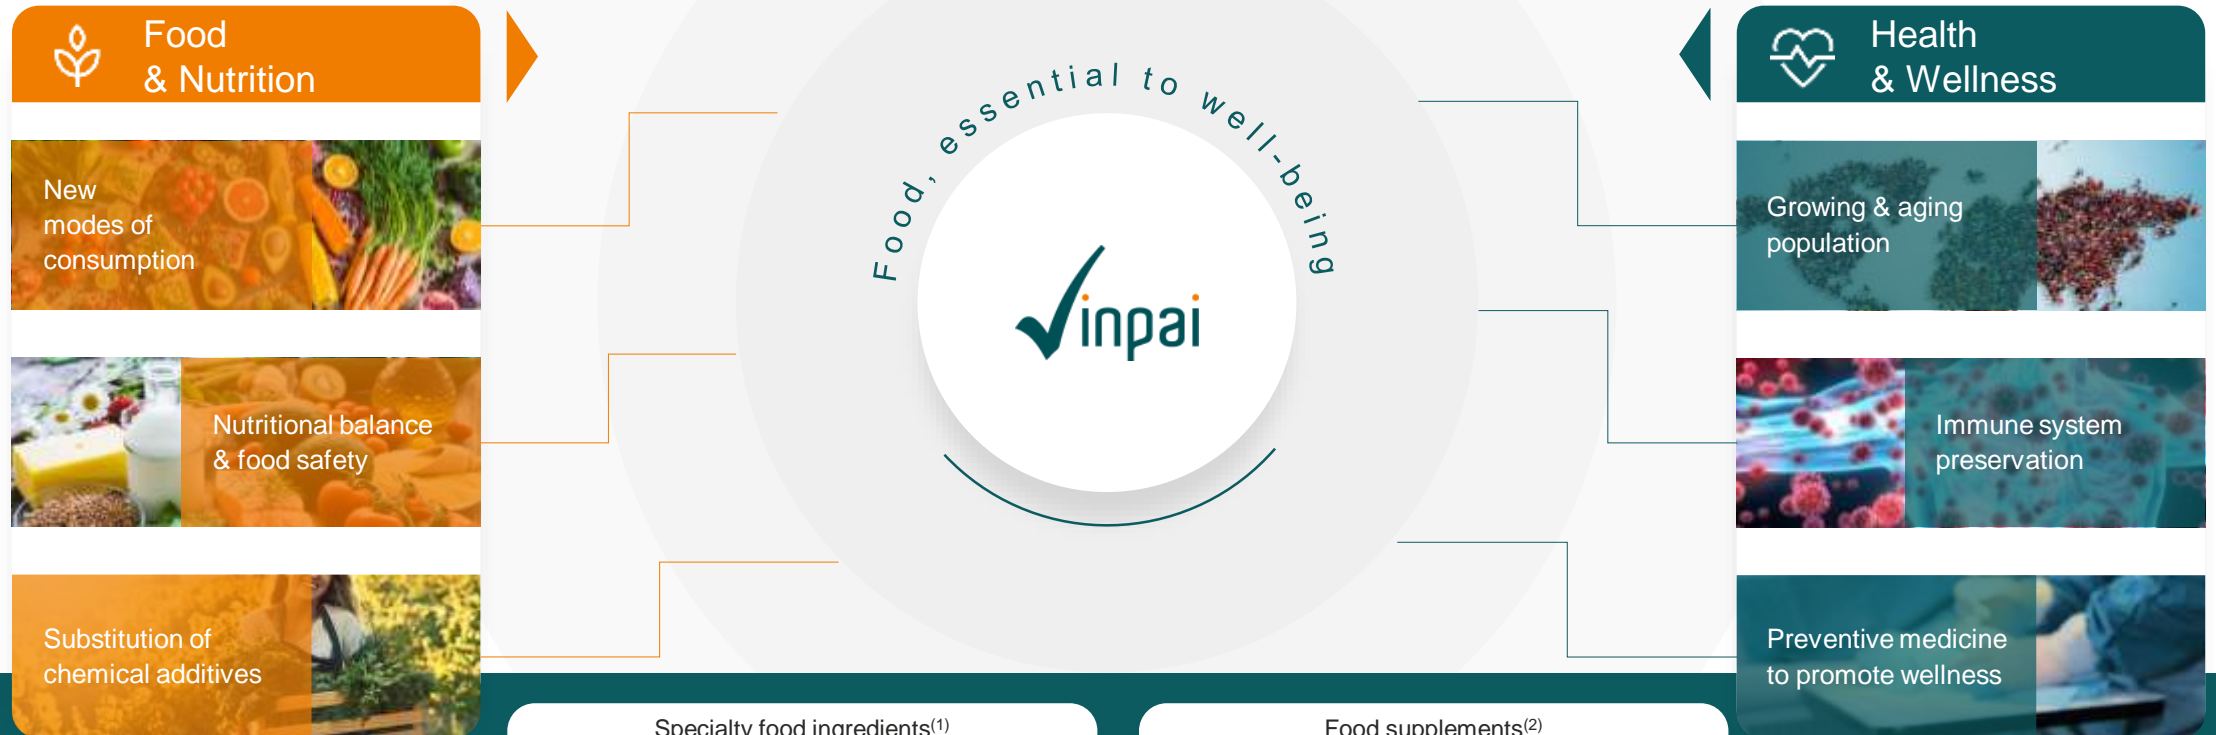 Food
& Nutrition
New
modes of
consumption
Nutritional balance
& food safety
Substitution of
chemical additives
Food, essential to well-being
Vinpai
Health
& Wellness
Growing & aging
population
Immune system
preservation
Preventive medicine
to promote wellness
Specialty food ingredients(1)
Food supplements(2)